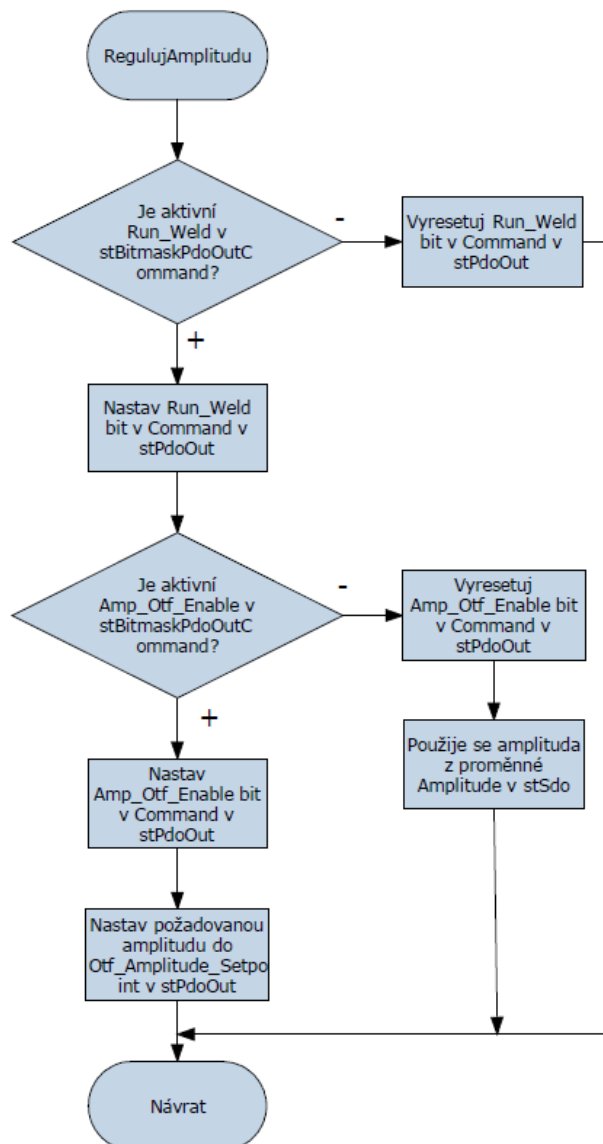 RegulujAmplitudu
Je aktivní
Run_Weld v
stBitmaskPdoOutC
ommand?
-
Vyresetuj Run_Weld
bit v Command v
stPdoOut
+
Nastav Run_Weld
bit v Command v
stPdoOut
Je aktivní
Amp_Otf_Enable v
stBitmaskPdoOutC
ommand?
-
Vyresetuj
Amp_Otf_Enable bit
v Command v
stPdoOut
+
Použije se amplituda
z proměnné
Amplitude v stSdo
Nastav
Amp_Otf_Enable bit
v Command v
stPdoOut
Nastav požadovanou
amplitudu do
Otf_Amplitude_Setpo
int v stPdoOut
Návrat